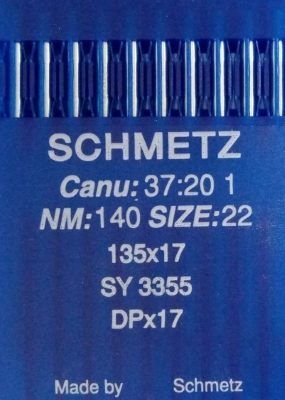 SCHMETZ
Canu: 37:20 1
NM:140 SIZE:22
135x17
SY 3355
DPx17
Made by Schmetz